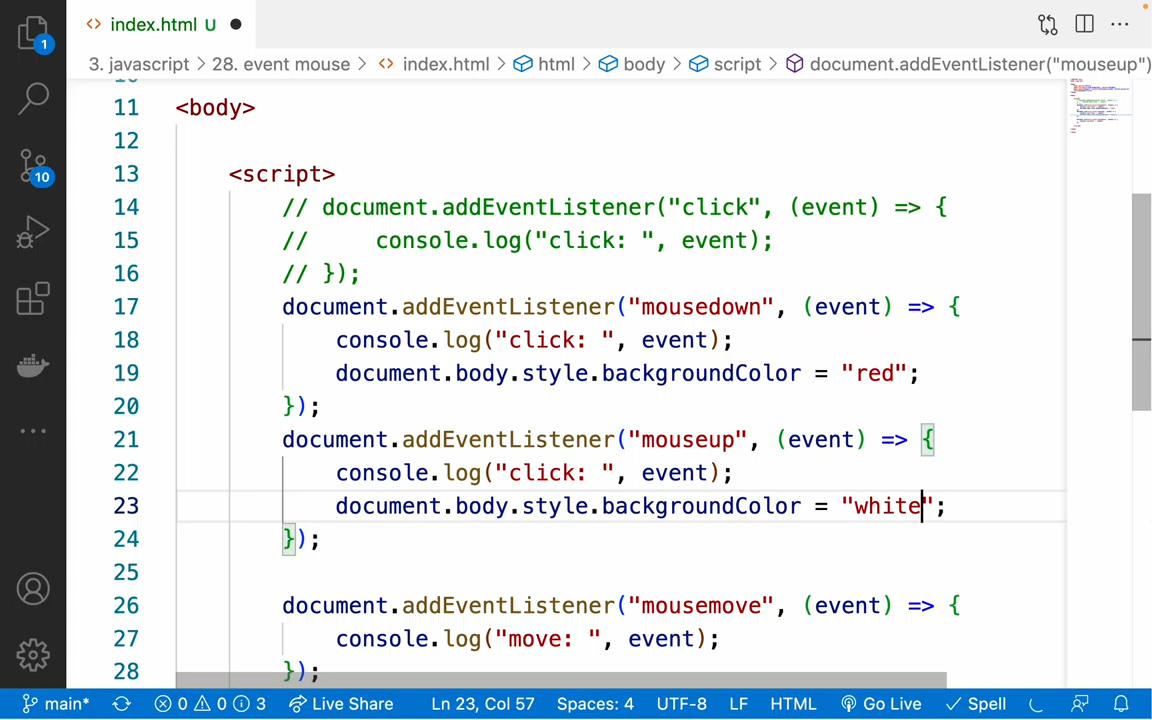 index.html U
1
3. javascript > 28. event mouse > index.html > html > body > script > document.addEventListener("mouseup")
11 <body>
12
10
13 <script>
14 // document.addEventListener("click", (event) => {
15 //     console.log("click: ", event);
16 // });
17 document.addEventListener("mousedown", (event) => {
18 console.log("click: ", event);
19 document.body.style.backgroundColor = "red";
20 });
21 document.addEventListener("mouseup", (event) => {
22 console.log("click: ", event);
23 document.body.style.backgroundColor = "white";
24 });
25
26 document.addEventListener("mousemove", (event) => {
27 console.log("move: ", event);
28 });
main* 0 0 3 Live Share Ln 23, Col 57 Spaces: 4 UTF-8 LF HTML Go Live Spell